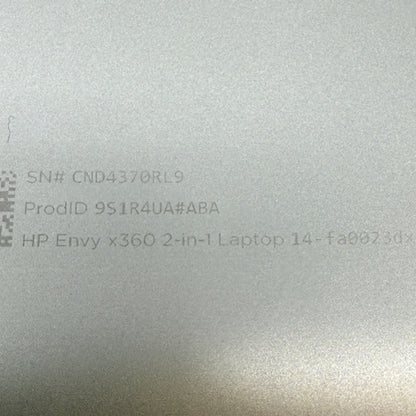 SN# CND4370RL9
ProdID 9S1R4UA#ABA
HP Envy x360 2-in-1 Laptop 14-fa0023dx